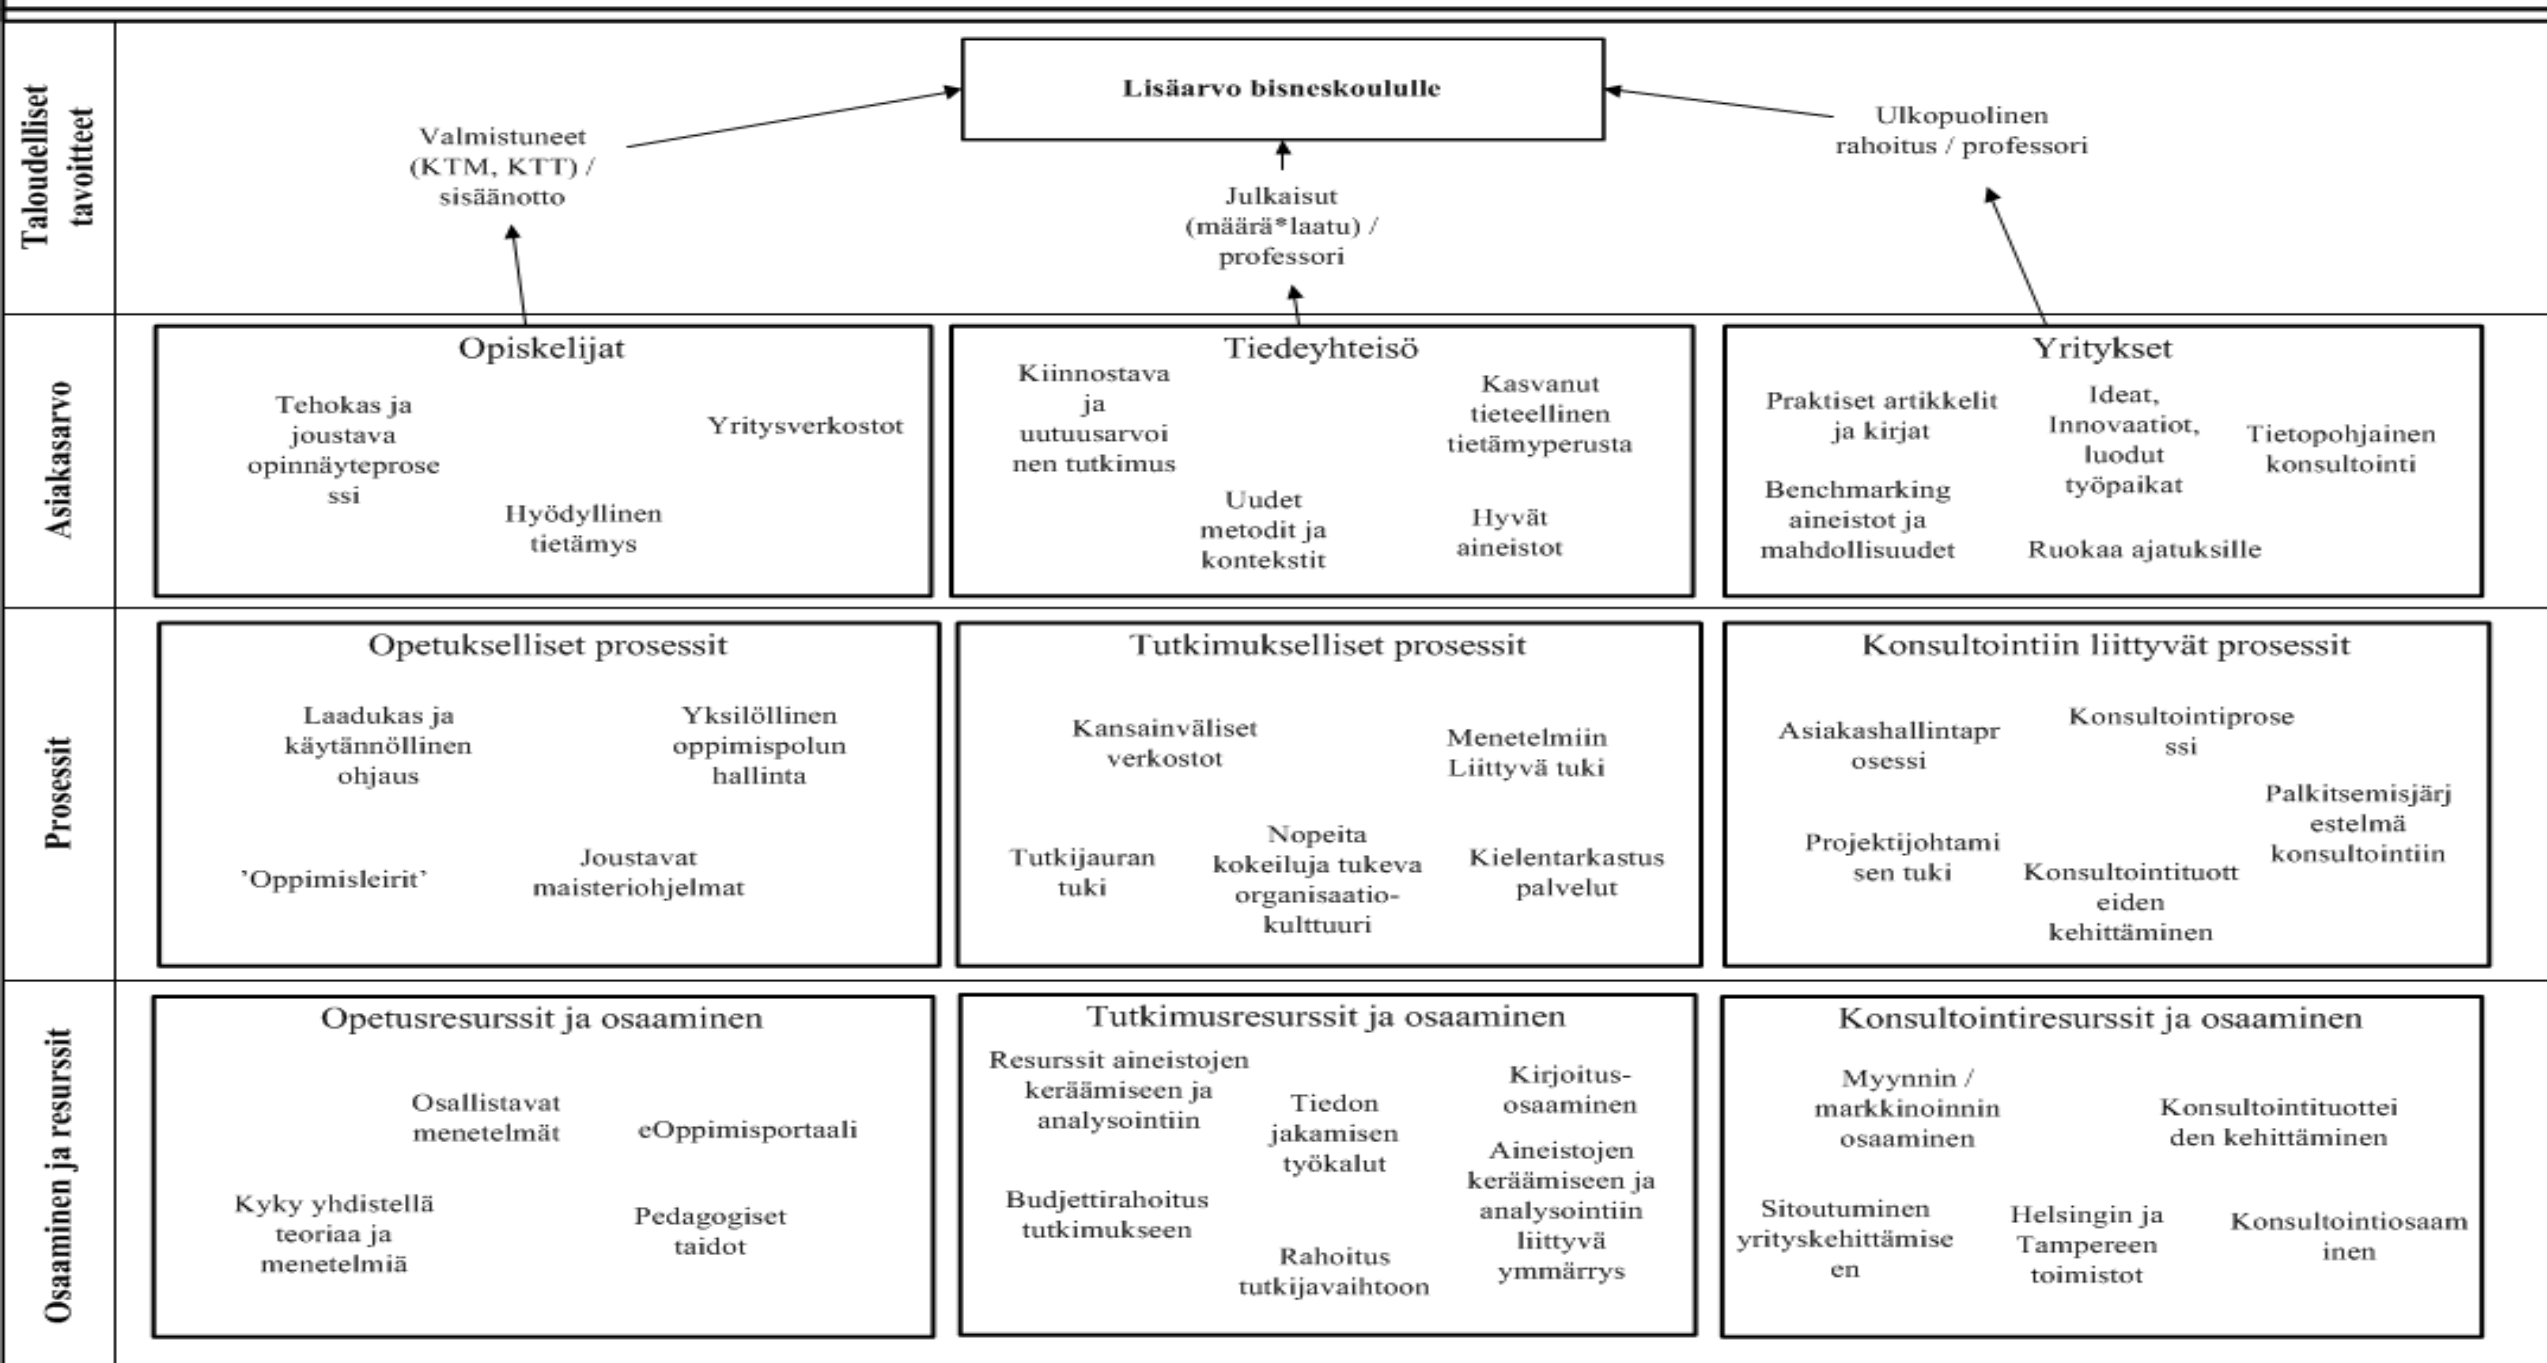 Taloudelliset
tavoitteet
Lisäarvo bisneskoululle
Valmistuneet
(KTM, KTT) /
sisäänotto
Julkaisut
(määrä*laatu) /
professori
Ulkopuolinen
rahoitus / professori
Asiakasarvo
Opiskelijat
Tehokas ja
joustava
opinnäyteprose
ssi
Yritysverkostot
Hyödyllinen
tietämys
Tiedeyhteisö
Kiinnostava
ja
uutuusarvoi
nen tutkimus
Kasvanut
tieteellinen
tietämyperusta
Uudet
metodit ja
kontekstit
Hyvät
aineistot
Yritykset
Praktiset artikkelit
ja kirjat
Ideat,
Innovaatiot,
luodut
työpaikat
Tietopohjainen
konsultointi
Benchmarking
aineistot ja
mahdollisuudet
Ruokaa ajatuksille
Prosessit
Opetukselliset prosessit
Laadukas ja
käytännöllinen
ohjaus
Yksilöllinen
oppimispolun
hallinta
’Oppimisleirit’
Joustavat
maisteriohjelmat
Tutkimukselliset prosessit
Kansainväliset
verkostot
Menetelmiin
Liittyvä tuki
Tutkijauran
tuki
Nopeita
kokeiluja tukeva
organisaatio-
kulttuuri
Kielentarkastus
palvelut
Konsultointiin liittyvät prosessit
Asiakashallintapr
osessi
Konsultointiprose
ssi
Palkitsemisjärj
estelmä
konsultointiin
Projektijohtami
sen tuki
Konsultointituott
eiden
kehittäminen
Osaaminen ja resurssit
Opetusresurssit ja osaaminen
Osallistavat
menetelmät
eOppimisportaali
Kyky yhdistellä
teoriaa ja
menetelmiä
Pedagogiset
taidot
Tutkimusresurssit ja osaaminen
Resurssit aineistojen
keräämiseen ja
analysointiin
Tiedon
jakamisen
työkalut
Kirjoitus-
osaaminen
Budjettirahoitus
tutkimukseen
Rahoitus
tutkijavaihtoon
Aineistojen
keräämiseen ja
analysointiin
liittyvä
ymmärrys
Konsultointiresurssit ja osaaminen
Myynnin /
markkinoinnin
osaaminen
Konsultointituottei
den kehittäminen
Sitoutuminen
yrityskehittämise
en
Helsingin ja
Tampereen
toimistot
Konsultointiosaam
inen